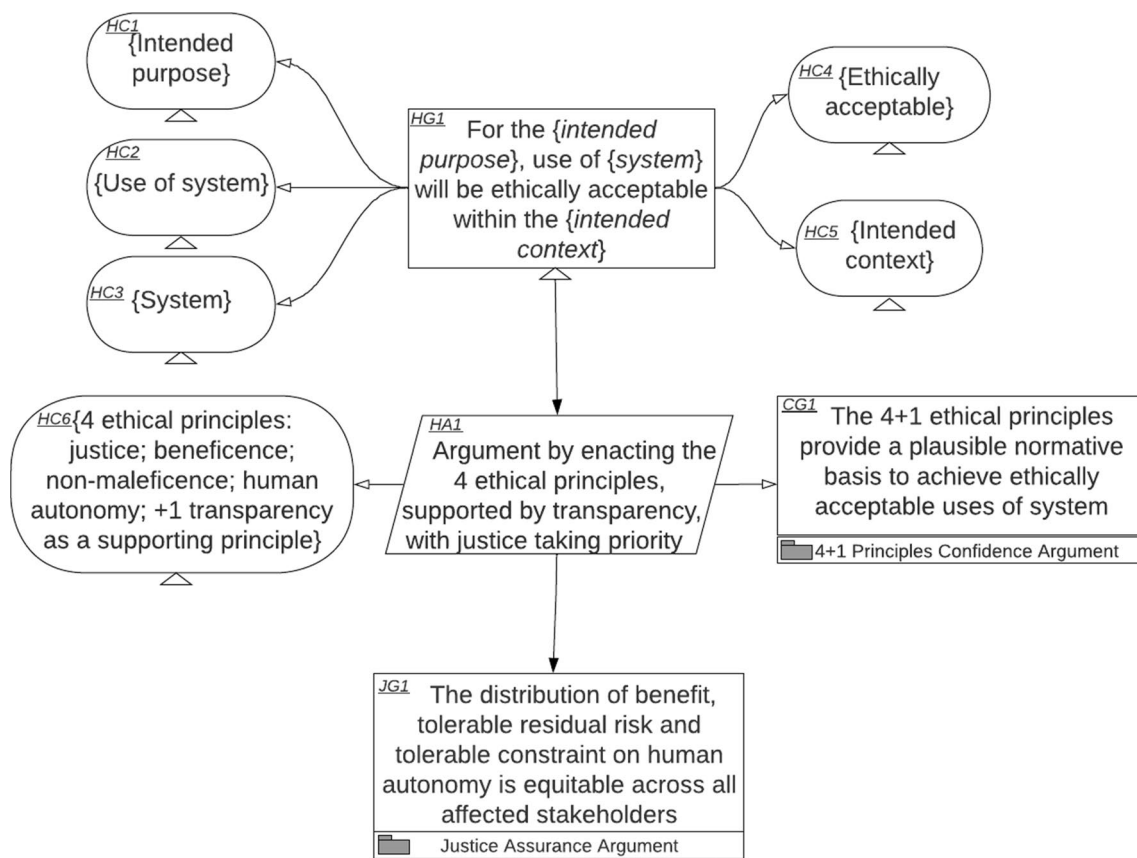 HC1
{Intended
purpose}
HC2
{Use of system}
HC3 {System}
HG1
For the {intended
purpose}, use of {system}
will be ethically acceptable
within the {intended
context}
HC4 {Ethically
acceptable}
HC5 {Intended
context}
HC6 {4 ethical principles:
justice; beneficence;
non-maleficence; human
autonomy; +1 transparency
as a supporting principle}
HA1
Argument by enacting the
4 ethical principles,
supported by transparency,
with justice taking priority
CG1
The 4+1 ethical principles
provide a plausible normative
basis to achieve ethically
acceptable uses of system
4+1 Principles Confidence Argument
JG1 The distribution of benefit,
tolerable residual risk and
tolerable constraint on human
autonomy is equitable across all
affected stakeholders
Justice Assurance Argument